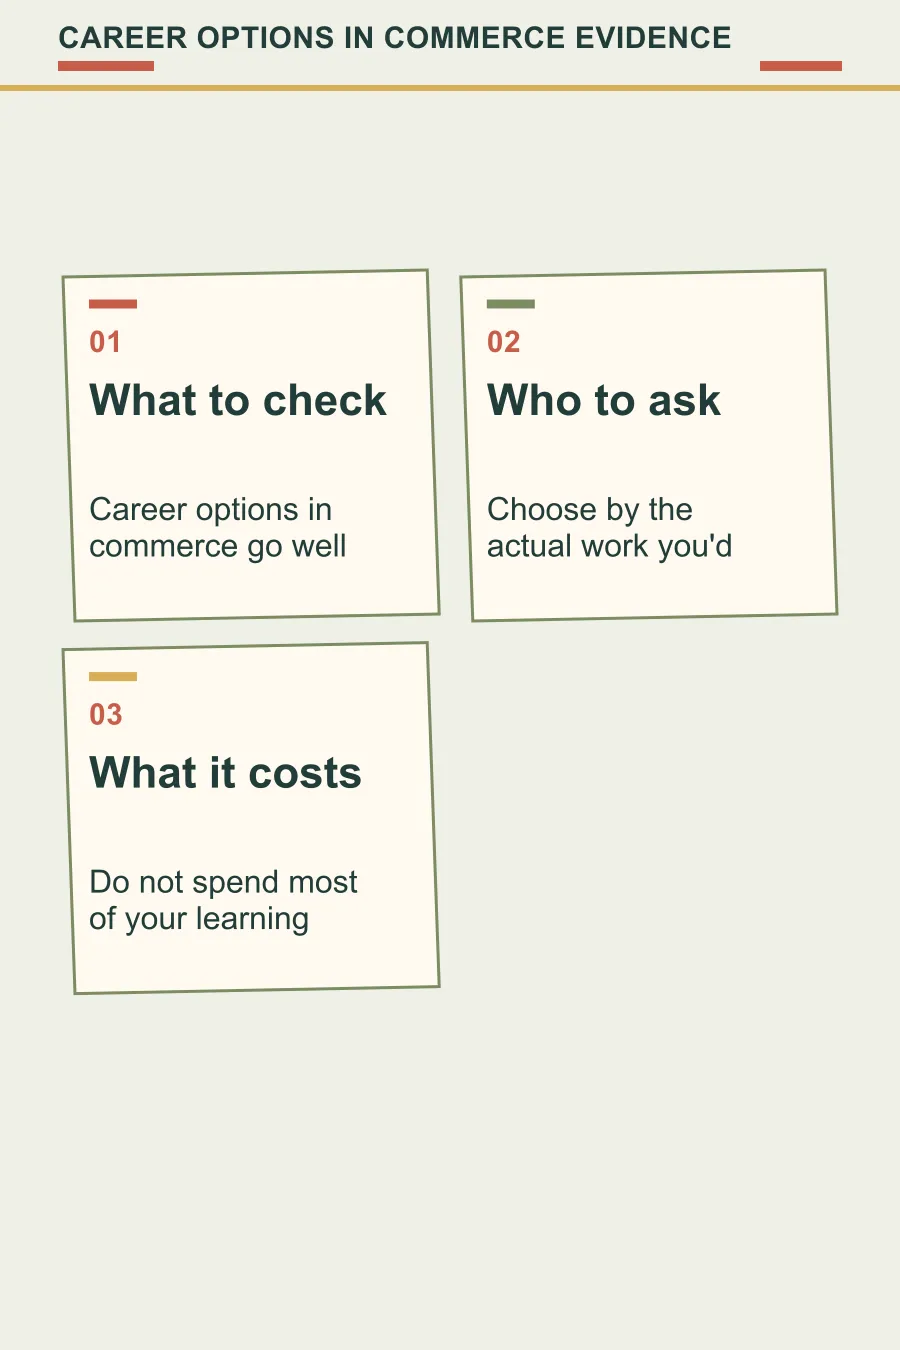 CAREER OPTIONS IN COMMERCE EVIDENCE
01
What to check
Career options in
commerce go well
02
Who to ask
Choose by the
actual work you'd
03
What it costs
Do not spend most
of your learning